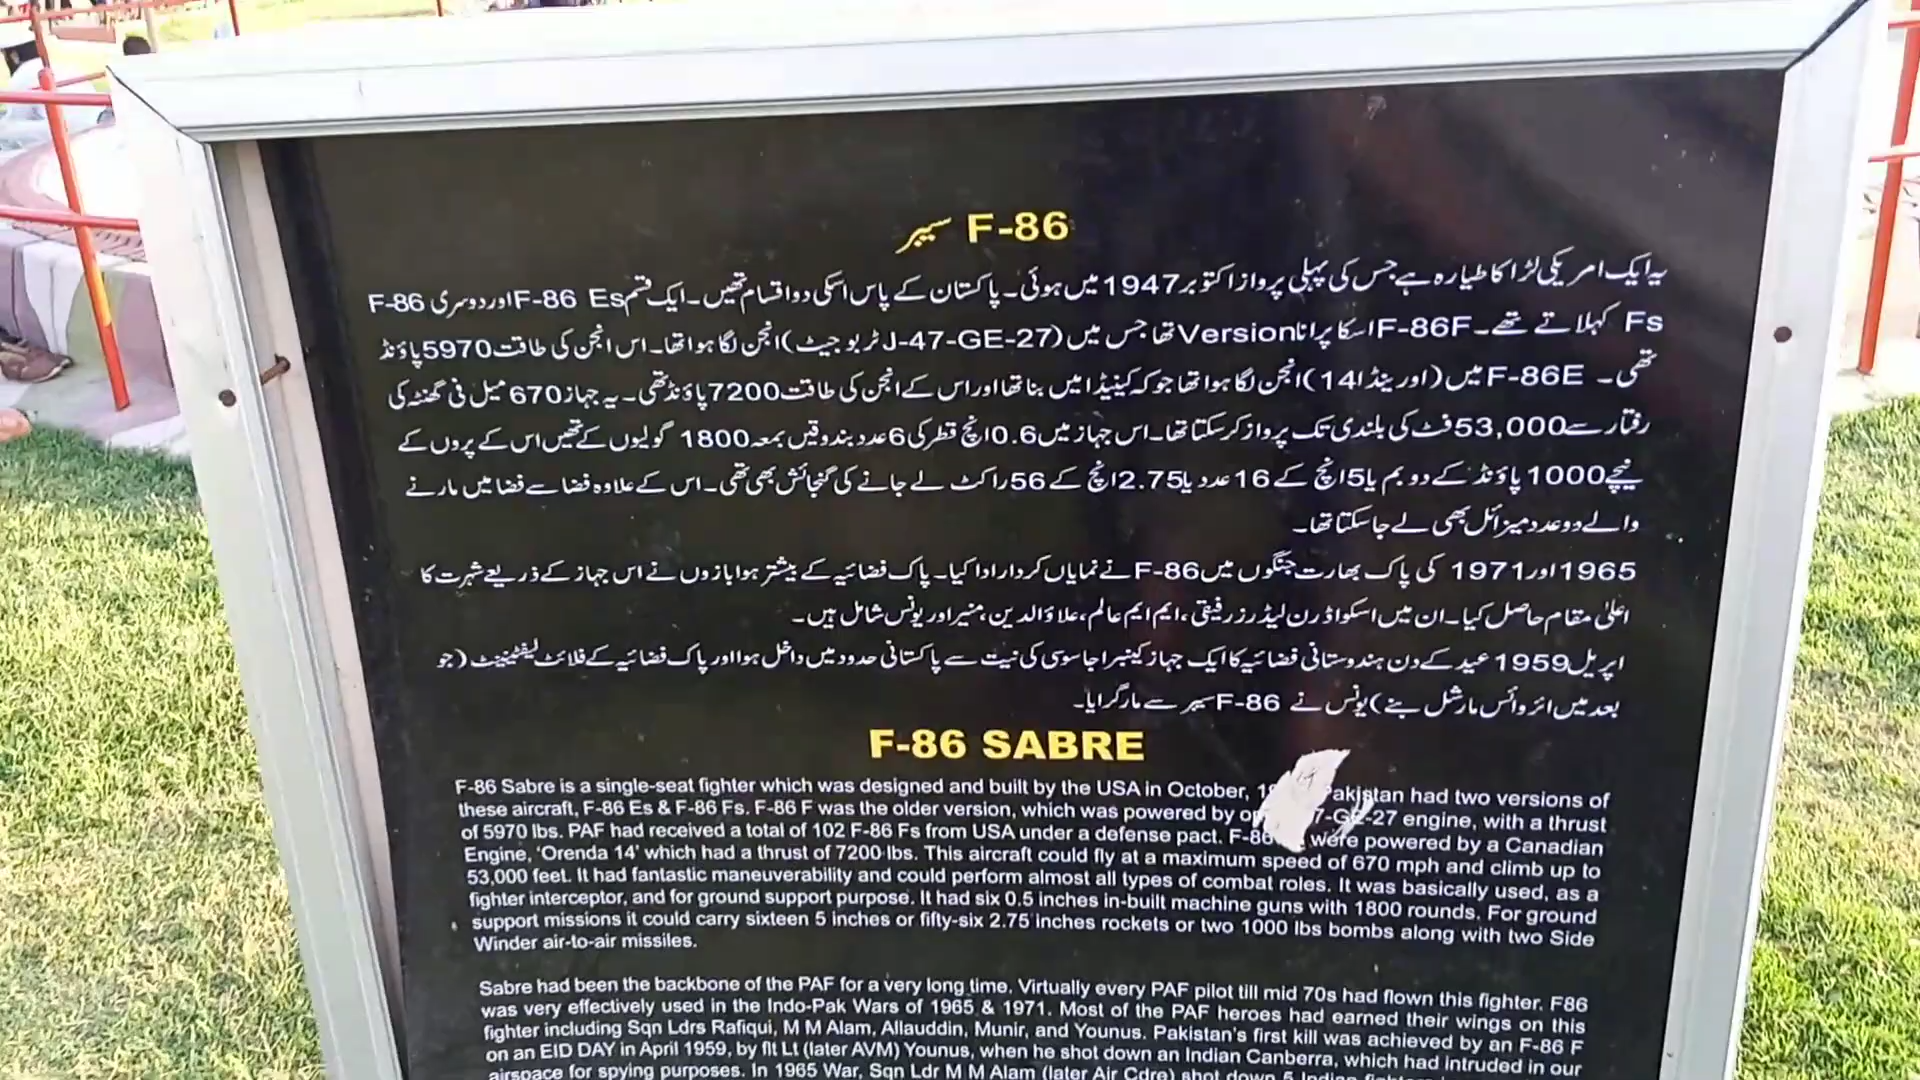 F-86 سیبر
یہ ایک امریکی لڑاکا طیارہ ہے جس کی پہلی پرواز اکتوبر 1947 میں ہوئی۔ پاکستان کے پاس اسکی دو اقسام تھیں۔ ایک قسم F-86 Es اور دوسری F-86
Fs کہلاتے تھے۔ F-86F اسکا پرانا Version تھا جس میں (J-47-GE-27 ٹربو جیٹ) انجن لگا ہوا تھا۔ اس انجن کی طاقت 5970 پاؤنڈ
تھی۔ F-86E میں (اورینڈا 14) انجن لگا ہوا تھا جو کہ کینیڈا میں بنا تھا اور اس کے انجن کی طاقت 7200 پاؤنڈ تھی۔ یہ جہاز 670 میل فی گھنٹہ کی
رفتار سے 53,000 فٹ کی بلندی تک پرواز کر سکتا تھا۔ اس جہاز میں 0.6 انچ قطر کی 6 عدد بندوقیں بمعہ 1800 گولیوں کے تھیں اس کے پروں کے
نیچے 1000 پاؤنڈ کے دو بم یا 5 انچ کے 16 عدد یا 2.75 انچ کے 56 راکٹ لے جانے کی گنجائش بھی تھی۔ اس کے علاوہ فضا سے فضا میں مارنے
والے دو عدد میزائل بھی لے جا سکتا تھا۔
1965 اور 1971 کی پاک بھارت جنگوں میں F-86 نے نمایاں کردار ادا کیا۔ پاک فضائیہ کے بیشتر ہوا بازوں نے اس جہاز کے ذریعے شہرت کا
اعلیٰ مقام حاصل کیا۔ ان میں اسکواڈرن لیڈرز رفیقی، ایم ایم عالم، علاؤ الدین، منیر اور یونس شامل ہیں۔
اپریل 1959 عید کے دن ہندوستانی فضائیہ کا ایک جہاز کینبرا جاسوسی کی نیت سے پاکستانی حدود میں داخل ہوا اور پاک فضائیہ کے فلائٹ لیفٹیننٹ (جو
بعد میں ائر وائس مارشل بنے) یونس نے F-86 سیبر سے مار گرایا۔
F-86 SABRE
F-86 Sabre is a single-seat fighter which was designed and built by the USA in October, Pakistan had two versions of
these aircraft, F-86 Es & F-86 Fs. F-86 F was the older version, which was powered by engine, with a thrust
of 5970 lbs. PAF had received a total of 102 F-86 Fs from USA under a defense pact. were powered by a Canadian
Engine, 'Orenda 14' which had a thrust of 7200 lbs. This aircraft could fly at a maximum speed of 670 mph and climb up to
53,000 feet. It had fantastic maneuverability and could perform almost all types of combat roles. It was basically used, as a
fighter interceptor, and for ground support purpose. It had six 0.5 inches in-built machine guns with 1800 rounds. For ground
support missions it could carry sixteen 5 inches or fifty-six 2.75 inches rockets or two 1000 lbs bombs along with two Side
Winder air-to-air missiles.
Sabre had been the backbone of the PAF for a very long time. Virtually every PAF pilot till mid 70s had flown this fighter. F86
was very effectively used in the Indo-Pak Wars of 1965 & 1971. Most of the PAF heroes had earned their wings on this
fighter including Sqn Ldrs Rafiqui, M M Alam, Allauddin, Munir, and Younus. Pakistan's first kill was achieved by an F-86 F
on an EID DAY in April 1959, by flt Lt (later AVM) Younus, when he shot down an Indian Canberra, which had intruded in our
airspace for spying purposes. In 1965 War, Sqn Ldr M M Alam (later Air Cdre) shot down 5 Indian